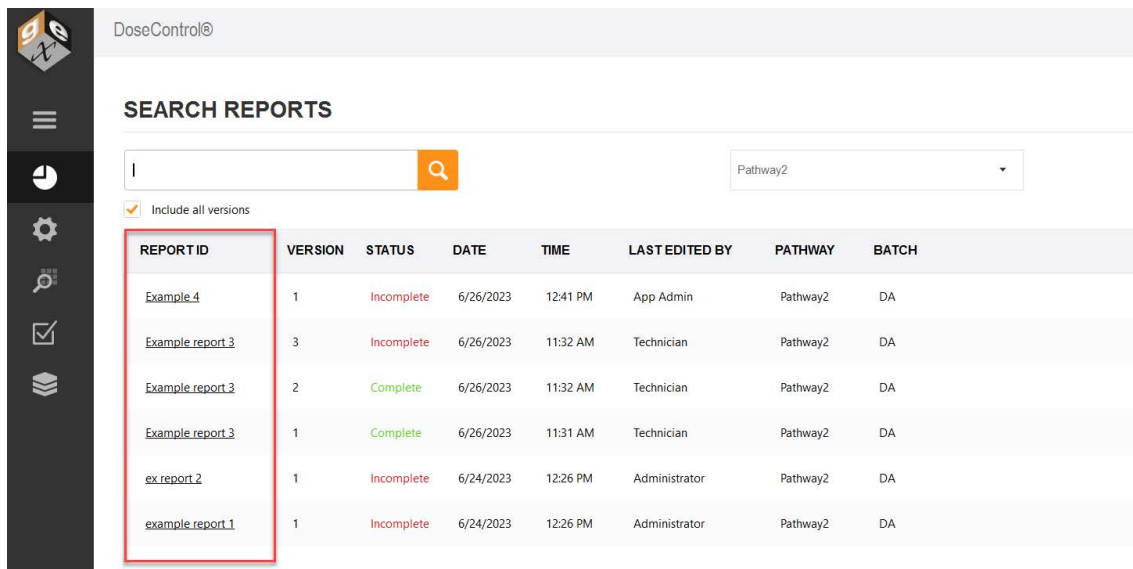 gex
DoseControl®
SEARCH REPORTS
Pathway2
Include all versions
REPORT ID VERSION STATUS DATE TIME LAST EDITED BY PATHWAY BATCH
Example 4 1 Incomplete 6/26/2023 12:41 PM App Admin Pathway2 DA
Example report 3 3 Incomplete 6/26/2023 11:32 AM Technician Pathway2 DA
Example report 3 2 Complete 6/26/2023 11:32 AM Technician Pathway2 DA
Example report 3 1 Complete 6/26/2023 11:31 AM Technician Pathway2 DA
ex report 2 1 Incomplete 6/24/2023 12:26 PM Administrator Pathway2 DA
example report 1 1 Incomplete 6/24/2023 12:26 PM Administrator Pathway2 DA